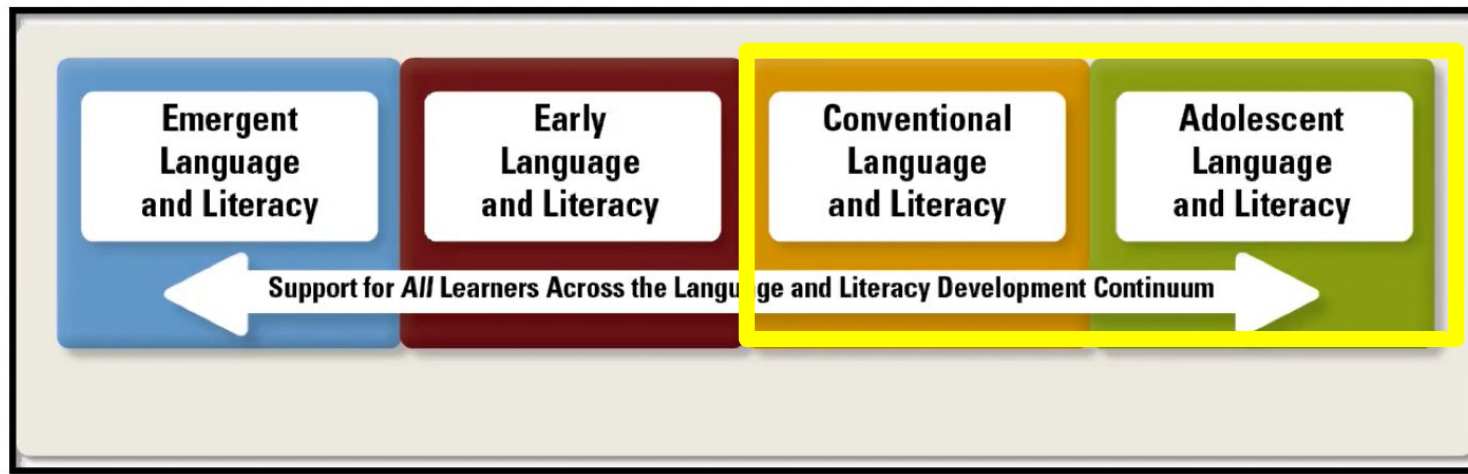 Emergent
Language
and Literacy
Early
Language
and Literacy
Conventional
Language
and Literacy
Adolescent
Language
and Literacy
Support for All Learners Across the Language and Literacy Development Continuum